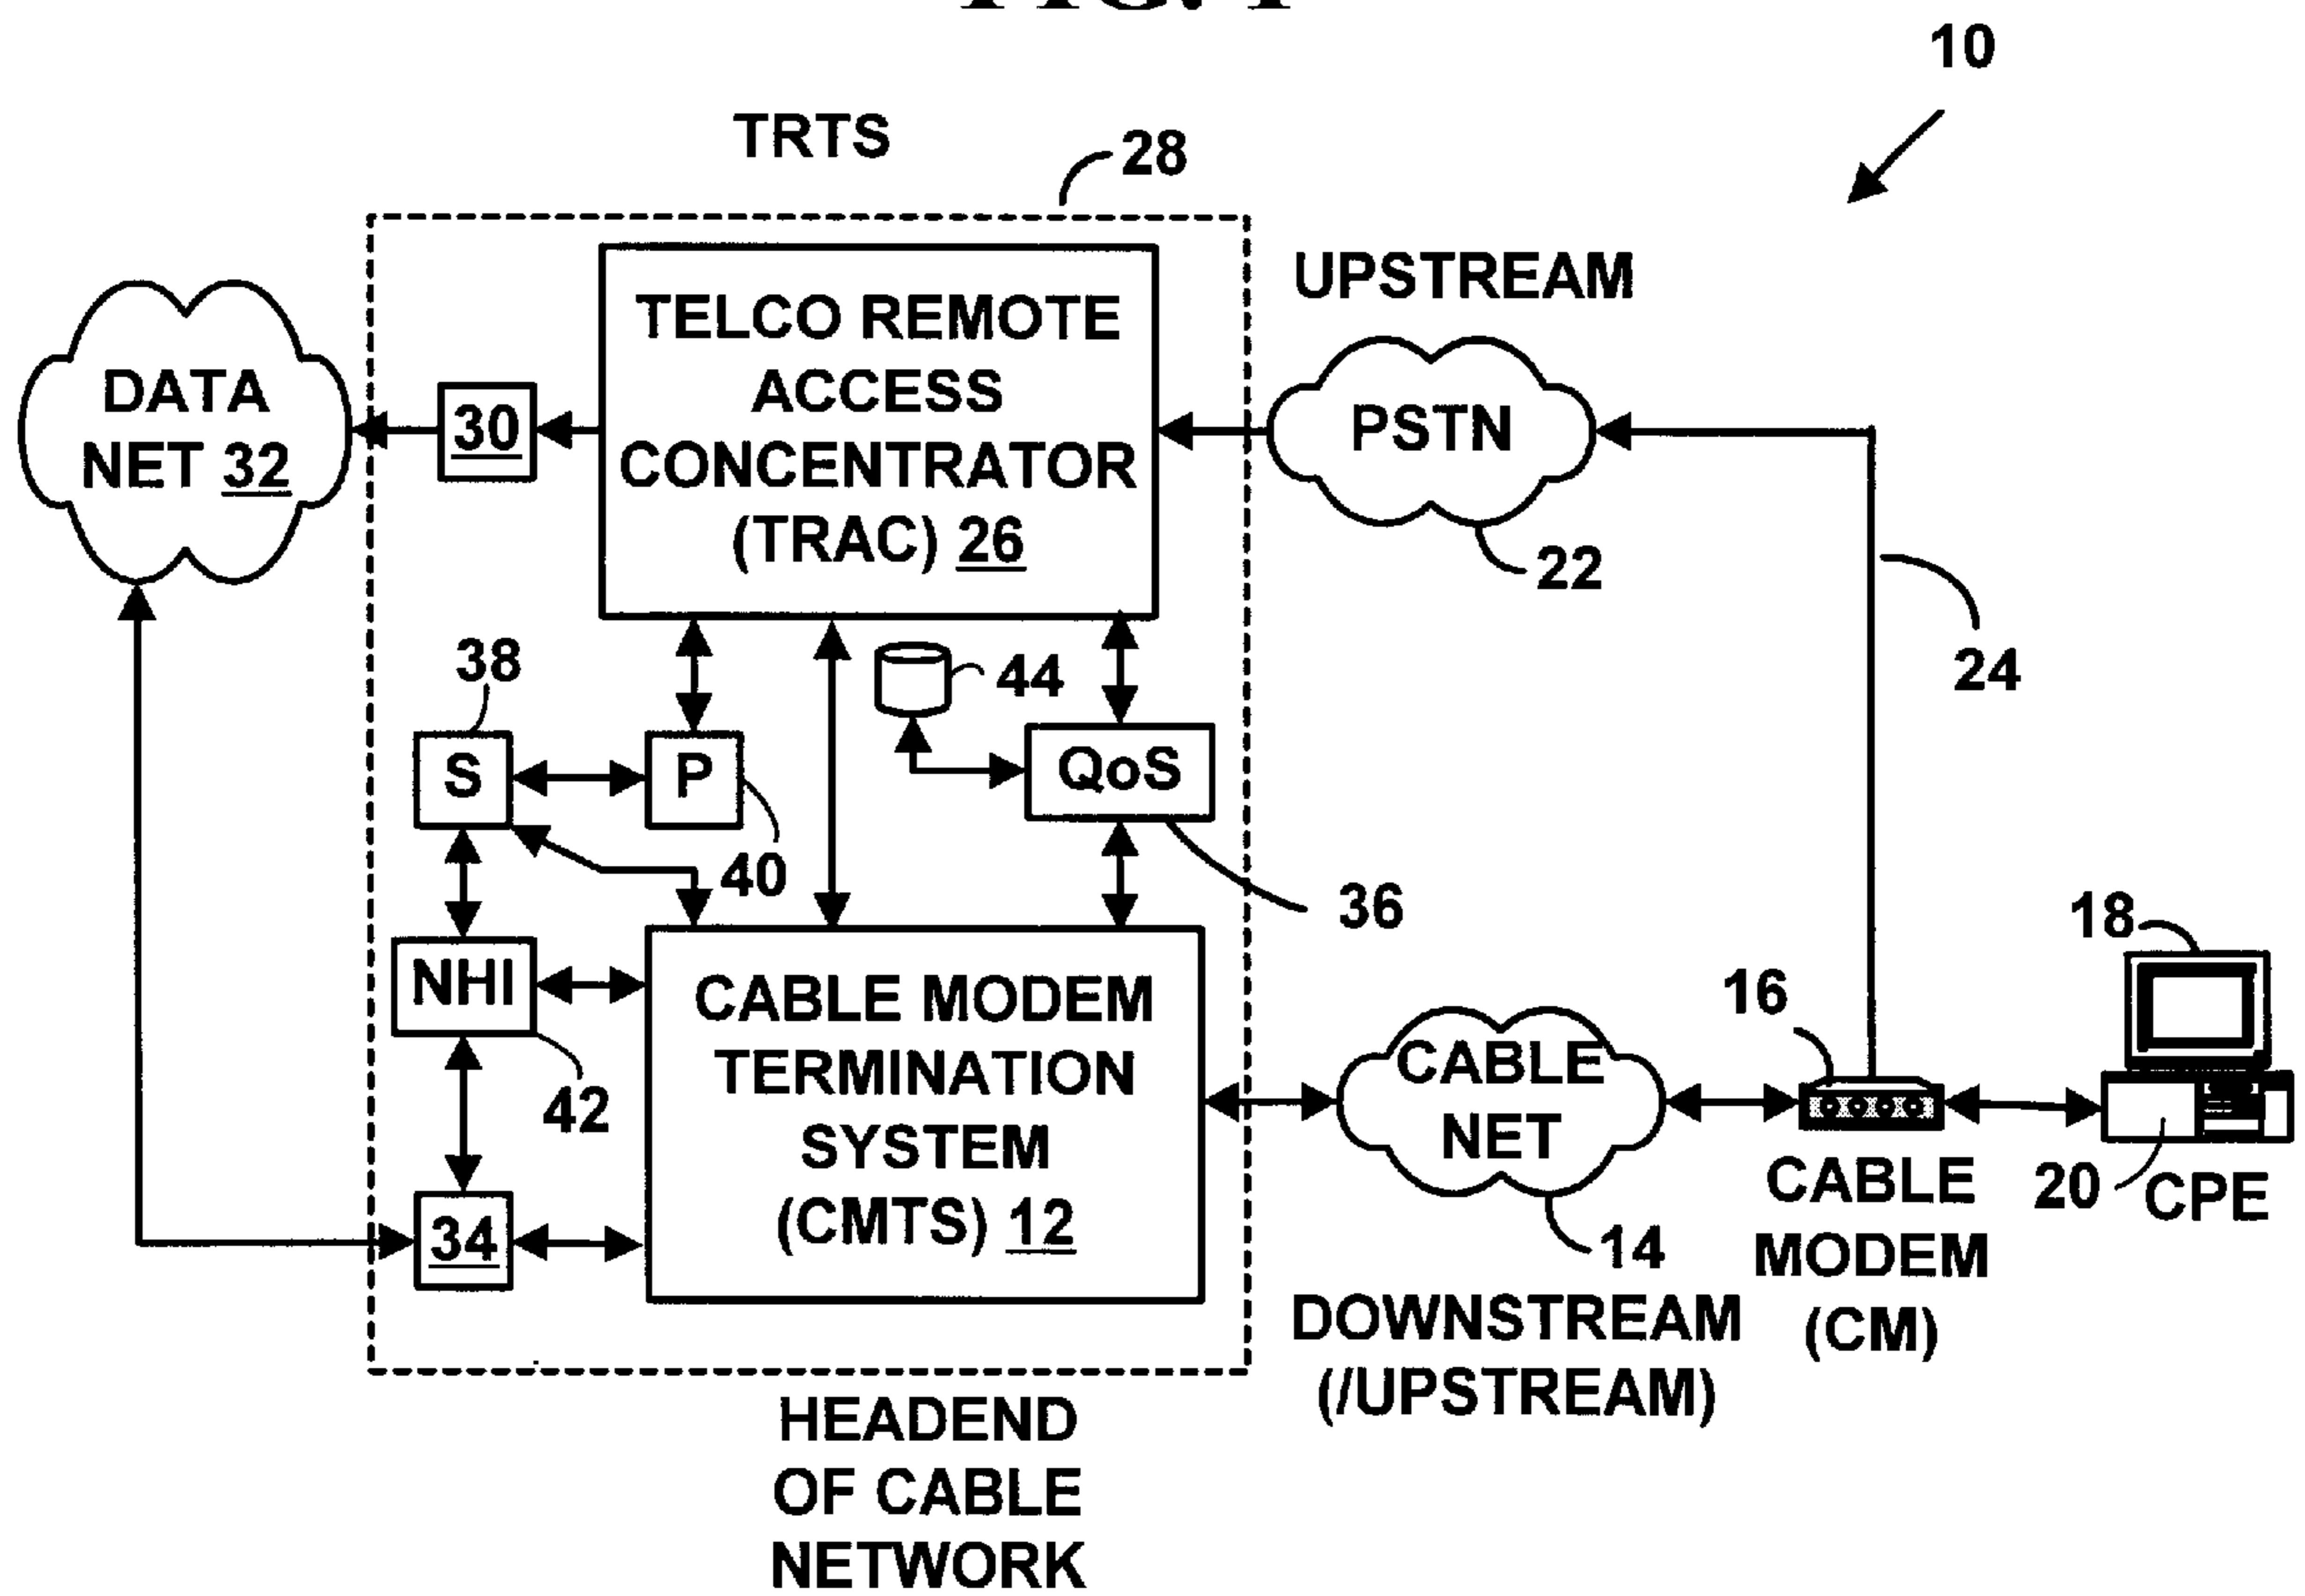 10
TRTS
28
UPSTREAM
TELCO REMOTE
ACCESS
CONCENTRATOR
(TRAC) 26
DATA
NET 32
30
PSTN
22
24
38
44
S
P
QoS
40
36
18
NHI
42
16
CABLE MODEM
TERMINATION
SYSTEM
(CMTS) 12
CABLE
NET
34
14
20
CPE
CABLE
MODEM
(CM)
DOWNSTREAM
(/UPSTREAM)
HEADEND
OF CABLE
NETWORK